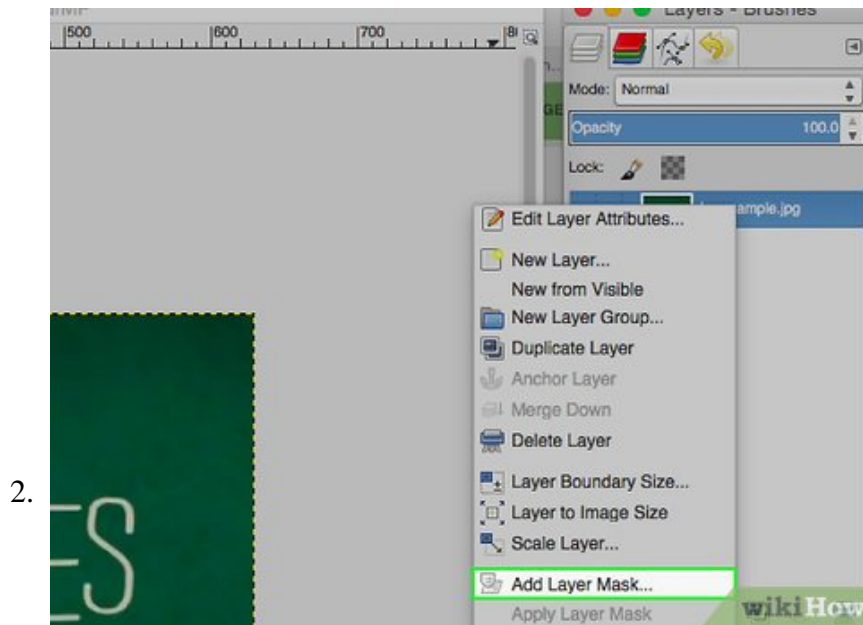 Layers - Brushes
500 600 700
Mode: Normal
Opacity 100.0
Lock:
ample.jpg
Edit Layer Attributes...
New Layer...
New from Visible
New Layer Group...
Duplicate Layer
Anchor Layer
Merge Down
Delete Layer
Layer Boundary Size...
Layer to Image Size
Scale Layer...
Add Layer Mask...
Apply Layer Mask
2.
ES
wikiHow